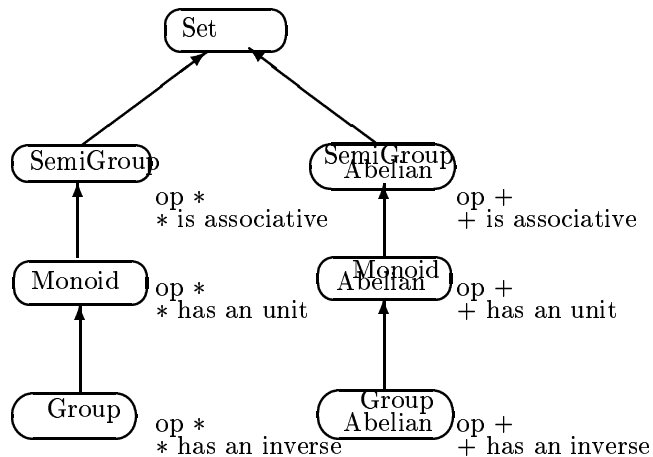 Set
SemiGroup
op *
* is associative
SemiGroup
Abelian
op +
+ is associative
Monoid
op *
* has an unit
Monoid
Abelian
op +
+ has an unit
Group
op *
* has an inverse
Group
Abelian
op +
+ has an inverse